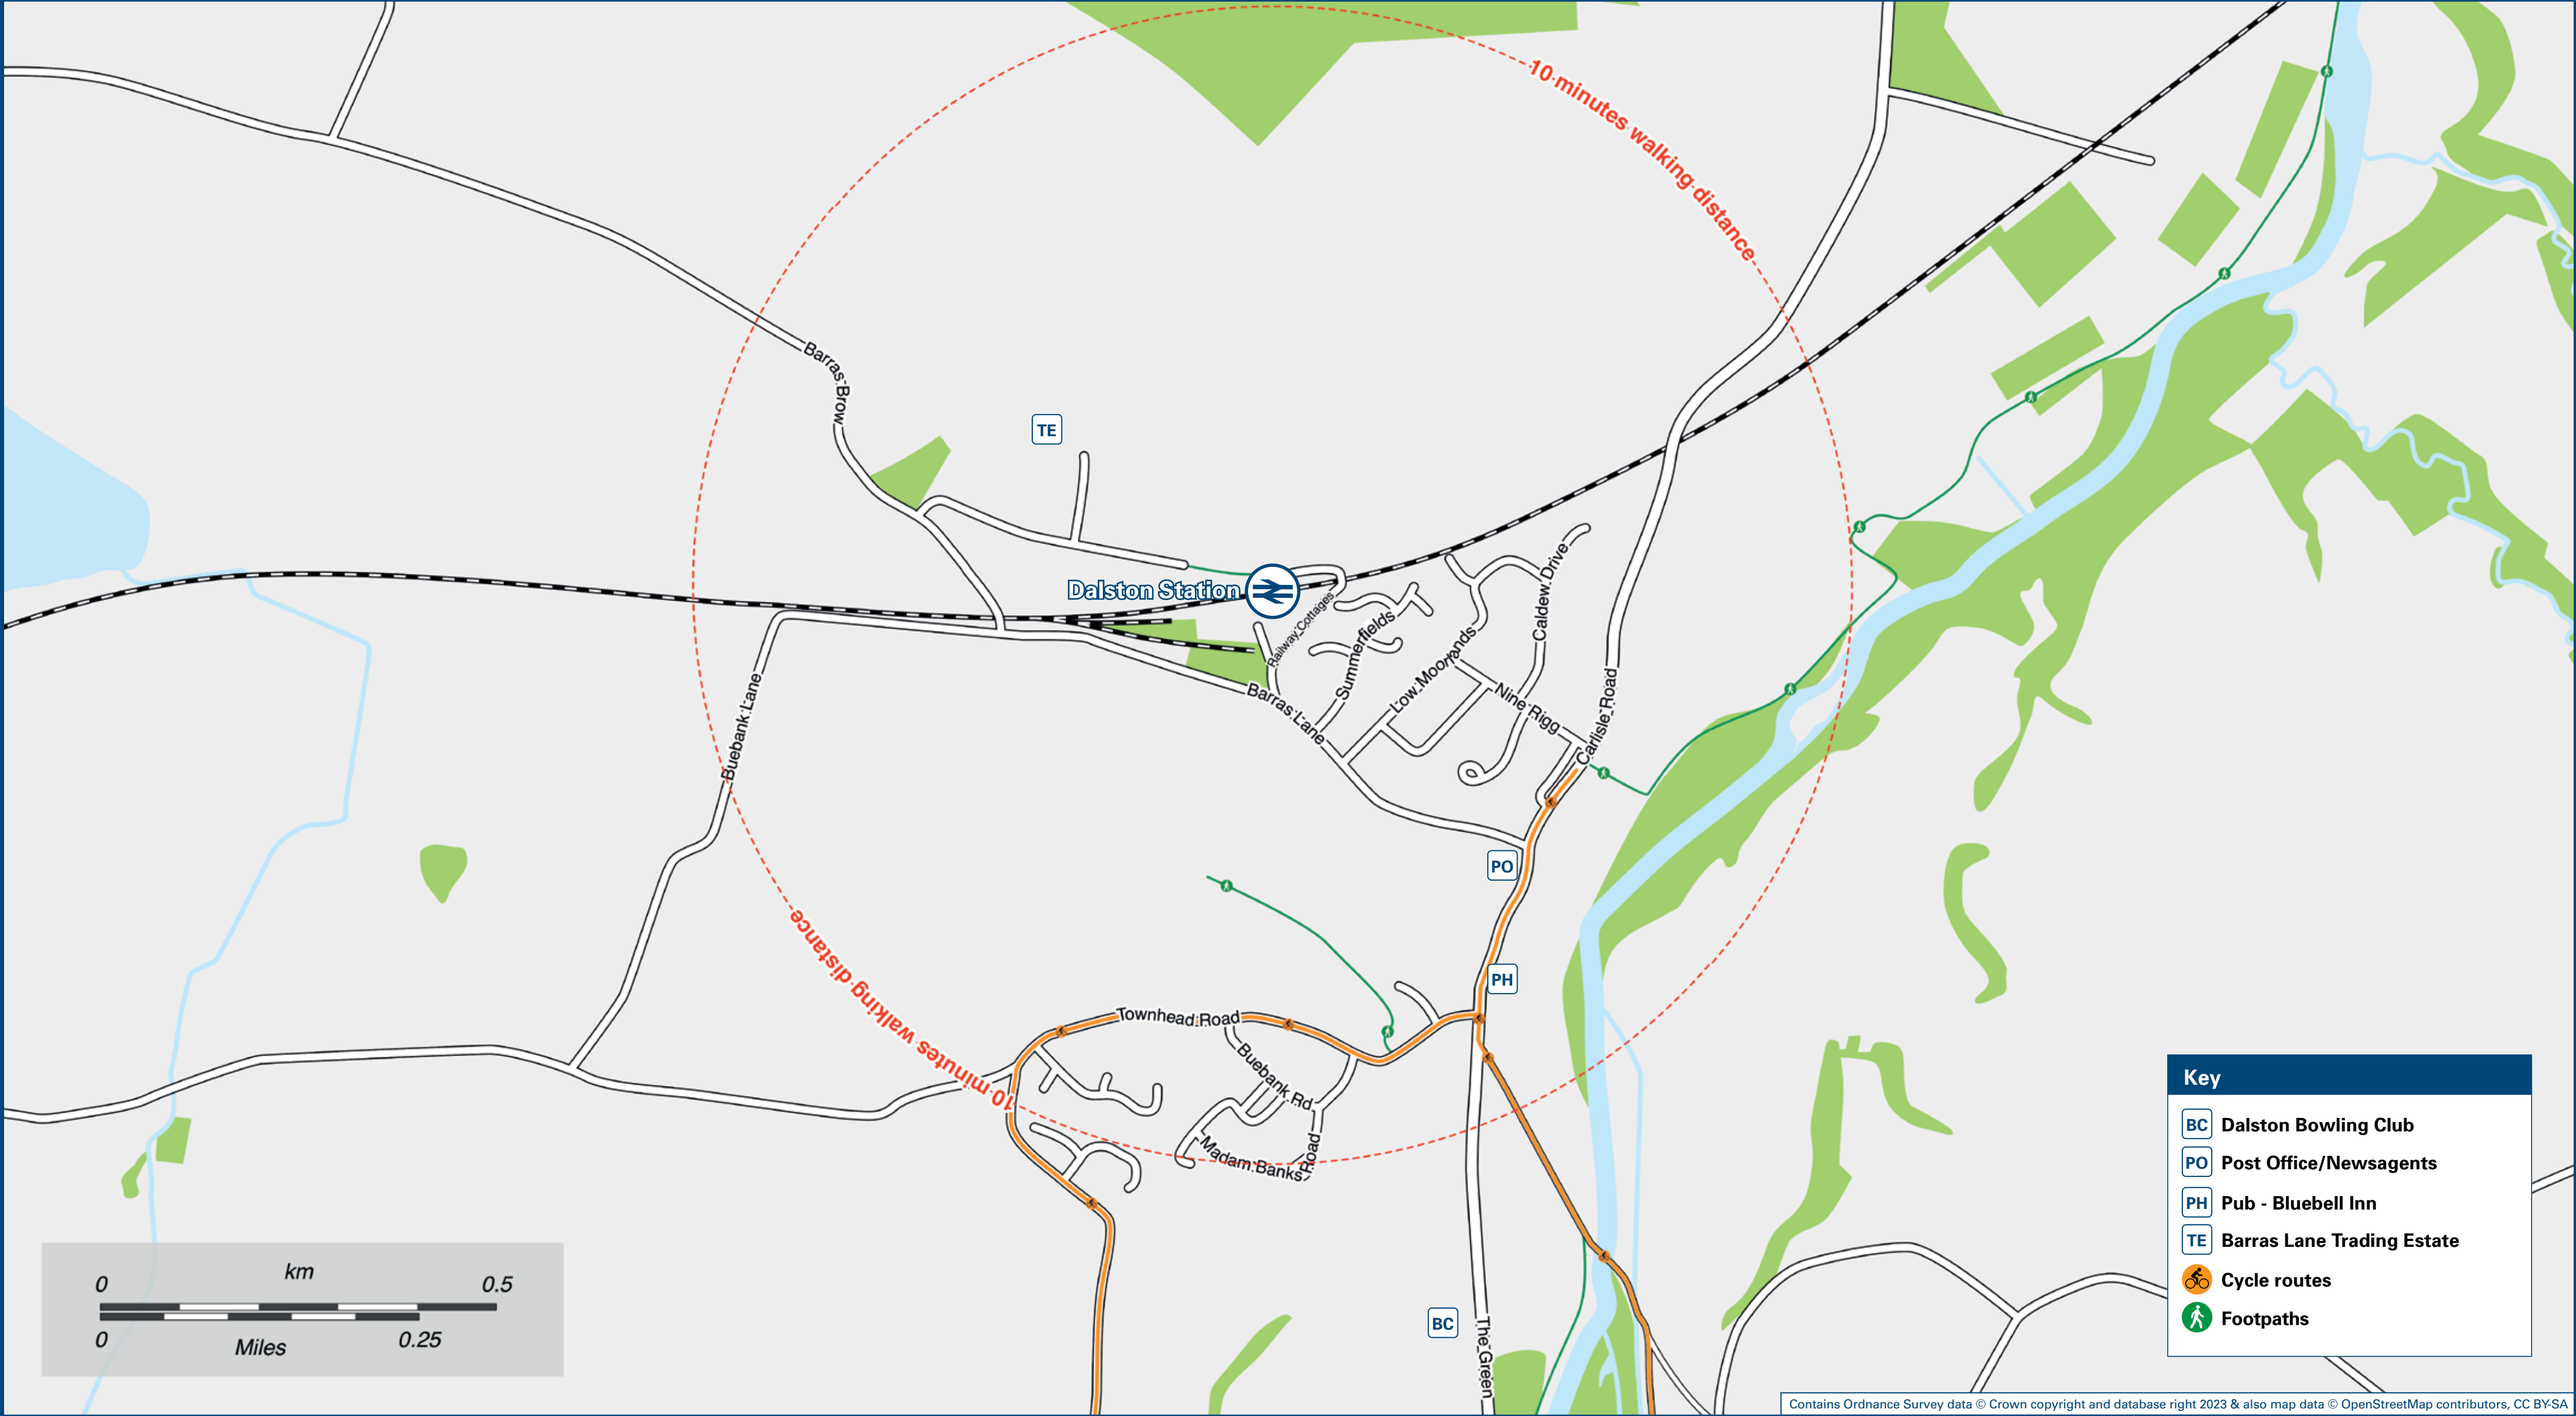 10 minutes walking distance
Barras Brow
TE
Dalston Station
Railway Cottages
Summerfields
Low Moorlands
Caldew Drive
Nine Rigg
Carlisle Road
Barras Lane
Buebank Lane
PO
PH
10 minutes walking distance
Townhead Road
Buebank Rd
Madam Banks Road
BC
The Green
km
0 0.5
0 0.25
Miles
Key
BC Dalston Bowling Club
PO Post Office/Newsagents
PH Pub - Bluebell Inn
TE Barras Lane Trading Estate
Cycle routes
Footpaths
Contains Ordnance Survey data © Crown copyright and database right 2023 & also map data © OpenStreetMap contributors, CC BY-SA